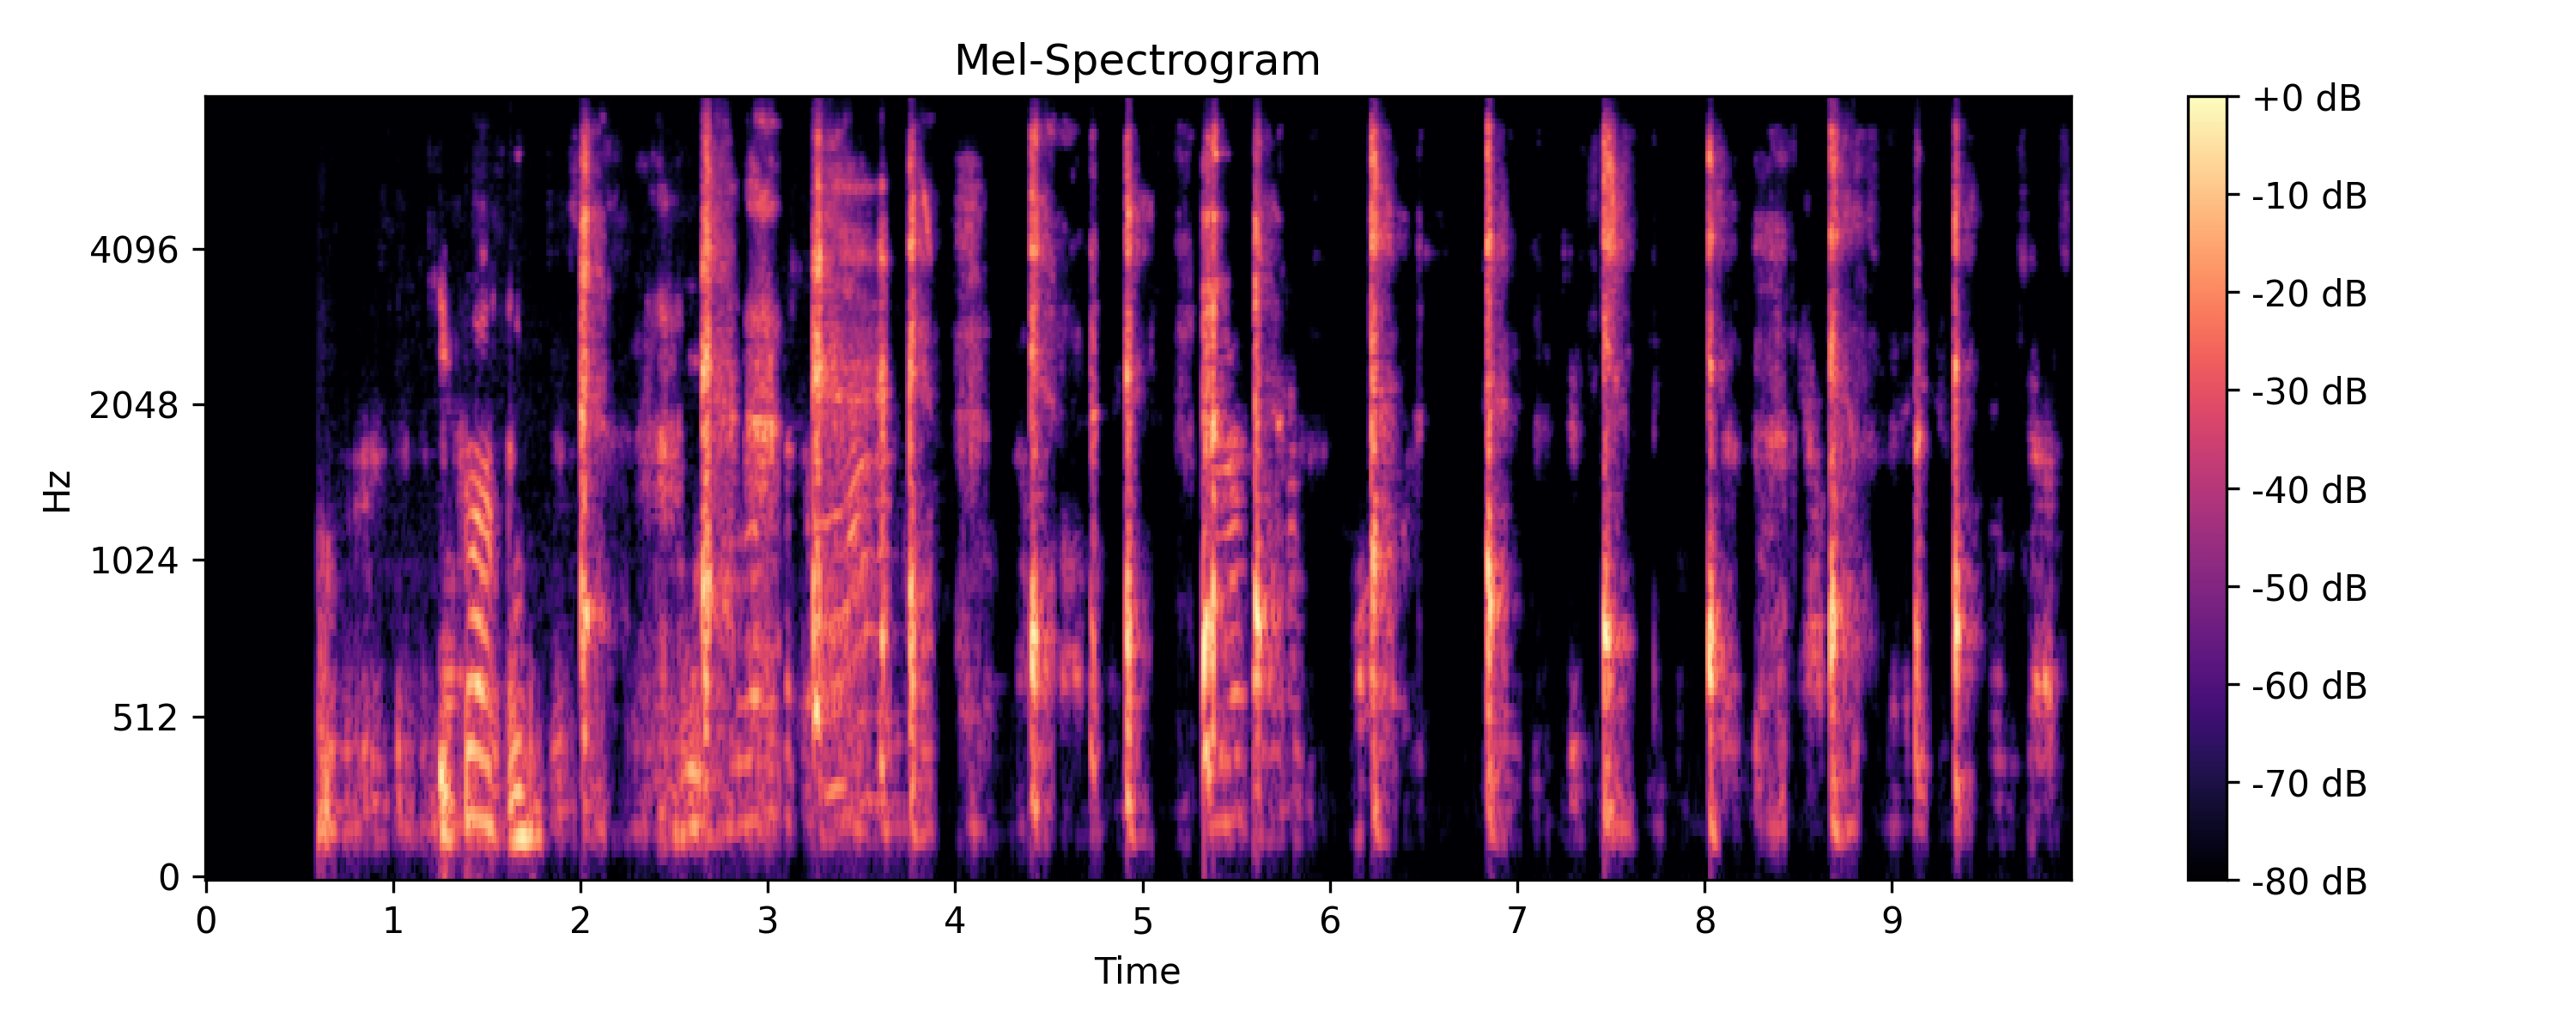 Mel-Spectrogram
+0 dB
-10 dB
-20 dB
-30 dB
-40 dB
-50 dB
-60 dB
-70 dB
-80 dB
Hz
4096
2048
1024
512
0
0 1 2 3 4 5 6 7 8 9
Time